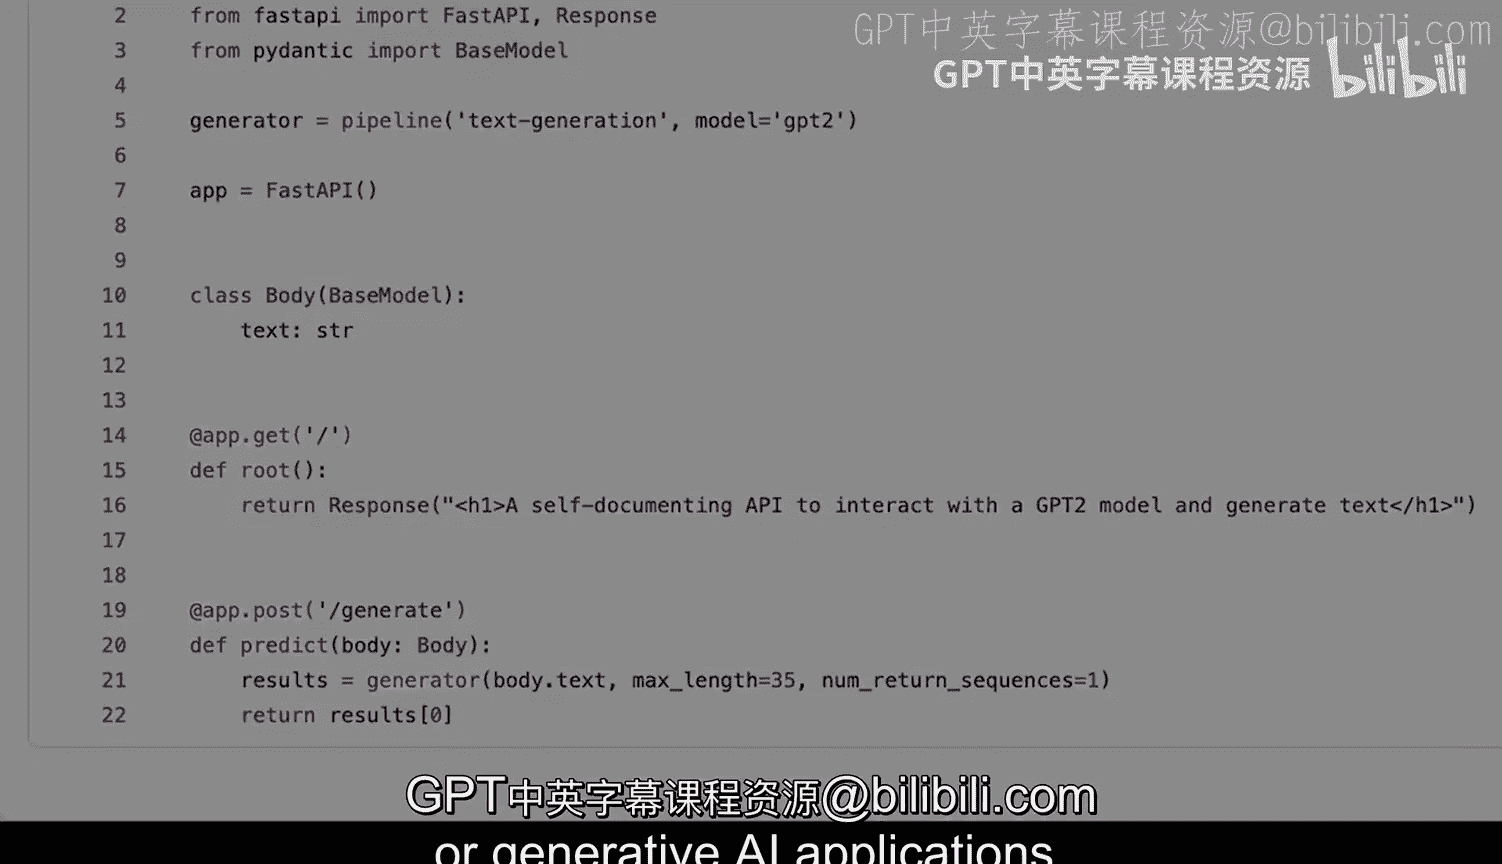 GPT中英字幕课程资源@bilibili.com
GPT中英字幕课程资源 bilibili
2 from fastapi import FastAPI, Response
3 from pydantic import BaseModel
4
5 generator = pipeline('text-generation', model='gpt2')
6
7 app = FastAPI()
8
9
10 class Body(BaseModel):
11     text: str
12
13
14 @app.get('/')
15 def root():
16     return Response("<h1>A self-documenting API to interact with a GPT2 model and generate text</h1>")
17
18
19 @app.post('/generate')
20 def predict(body: Body):
21     results = generator(body.text, max_length=35, num_return_sequences=1)
22     return results[0]
GPT中英字幕课程资源@bilibili.com
or generative AI applications